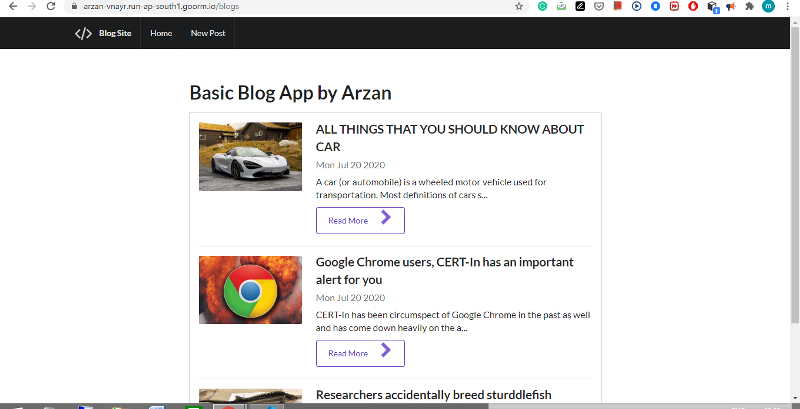 arzan-vnayr.run-ap-south1.goorm.io/blogs
Blog Site
Home
New Post
Basic Blog App by Arzan
ALL THINGS THAT YOU SHOULD KNOW ABOUT
CAR
Mon Jul 20 2020
A car (or automobile) is a wheeled motor vehicle used for
transportation. Most definitions of cars s...
Read More
Google Chrome users, CERT-In has an important
alert for you
Mon Jul 20 2020
CERT-In has been circumspect of Google Chrome in the past as well
and has come down heavily on the a...
Read More
Researchers accidentally breed sturddlefish